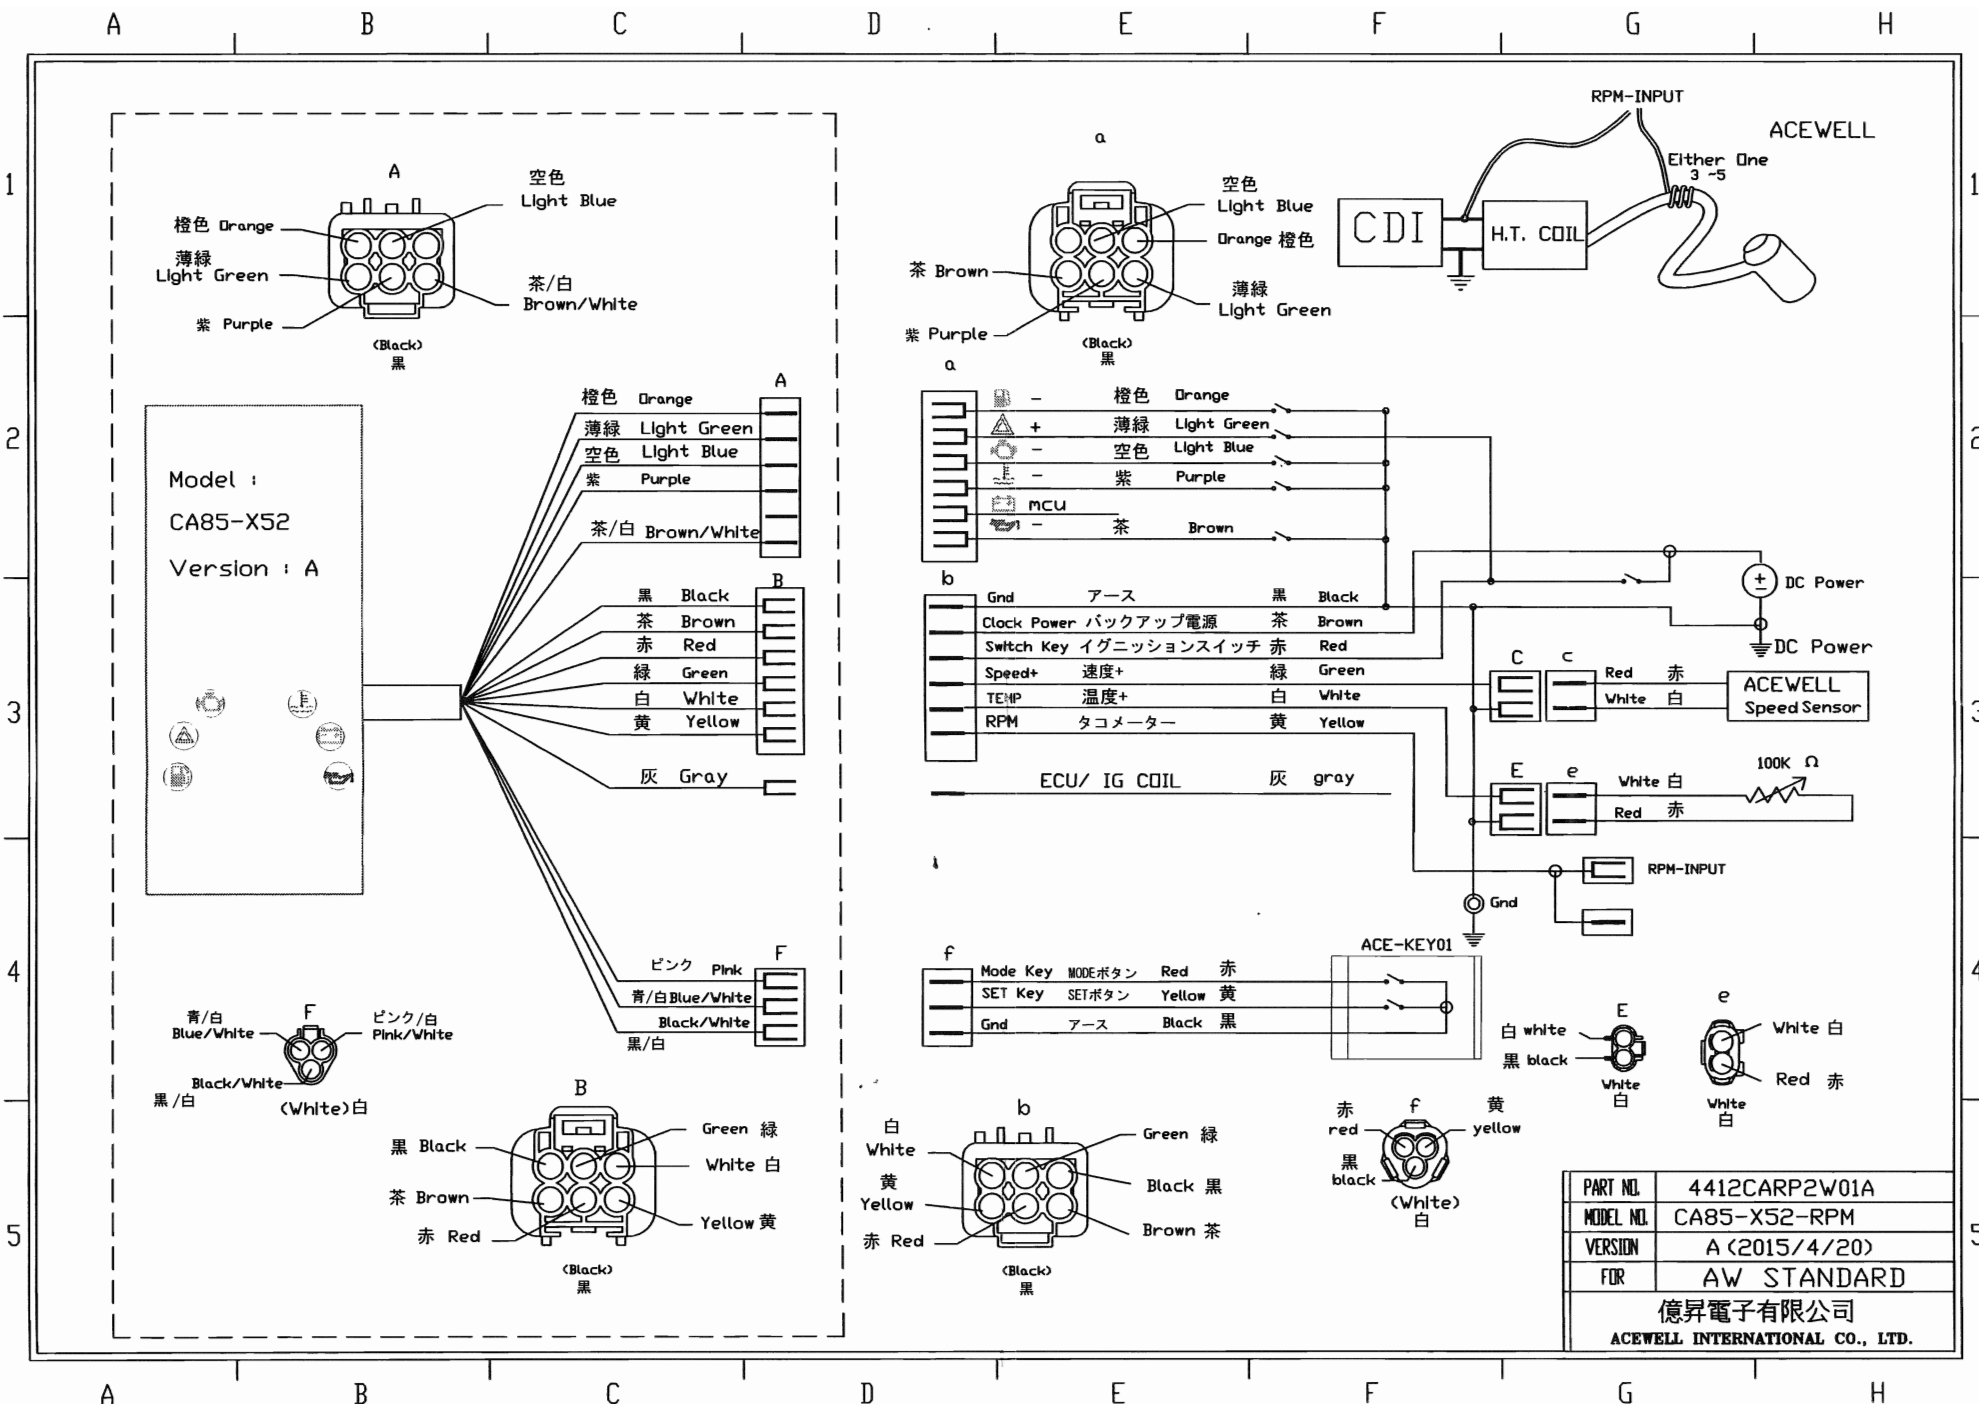 A B C D E F G H
1
2
3
4
5
1
2
3
4
5
A B C D E F G H
A
空色
Light Blue
橙色 Orange
薄緑
Light Green
茶/白
Brown/White
紫 Purple
(Black)
黒
Model :
CA85-X52
Version : A
A
橙色 Orange
薄緑 Light Green
空色 Light Blue
紫 Purple
茶/白 Brown/White
B
黒 Black
茶 Brown
赤 Red
緑 Green
白 White
黄 Yellow
灰 Gray
F
ピンク Pink
青/白 Blue/White
Black/White
黒/白
F
青/白
Blue/White
ピンク/白
Pink/White
Black/White
黒/白
(White)白
B
黒 Black
Green 緑
White 白
茶 Brown
赤 Red
Yellow 黄
(Black)
黒
a
空色
Light Blue
Orange 橙色
茶 Brown
薄緑
Light Green
紫 Purple
(Black)
黒
RPM-INPUT
ACEWELL
Either One
3 ~5
CDI
H.T. COIL
a
- 橙色 Orange
+ 薄緑 Light Green
- 空色 Light Blue
- 紫 Purple
mcu
- 茶 Brown
b
Gnd アース 黒 Black
Clock Power バックアップ電源 茶 Brown
Switch Key イグニッションスイッチ 赤 Red
Speed+ 速度+ 緑 Green
TEMP 温度+ 白 White
RPM タコメーター 黄 Yellow
ECU/ IG COIL 灰 gray
+
-
DC Power
DC Power
C c
Red 赤
White 白
ACEWELL
Speed Sensor
E e
White 白
Red 赤
100K Ω
RPM-INPUT
Gnd
ACE-KEY01
f
Mode Key MODEボタン Red 赤
SET Key SETボタン Yellow 黄
Gnd アース Black 黒
E
白 white
黒 black
White
白
e
White 白
Red 赤
White
白
b
白
White
Green 緑
黄
Yellow
Black 黒
赤 Red
Brown 茶
(Black)
黒
f
赤
red
黄
yellow
黒
black
(White)
白
PART NO. 4412CARP2W01A
MODEL NO. CA85-X52-RPM
VERSION A (2015/4/20)
FOR AW STANDARD
億昇電子有限公司
ACEWELL INTERNATIONAL CO., LTD.